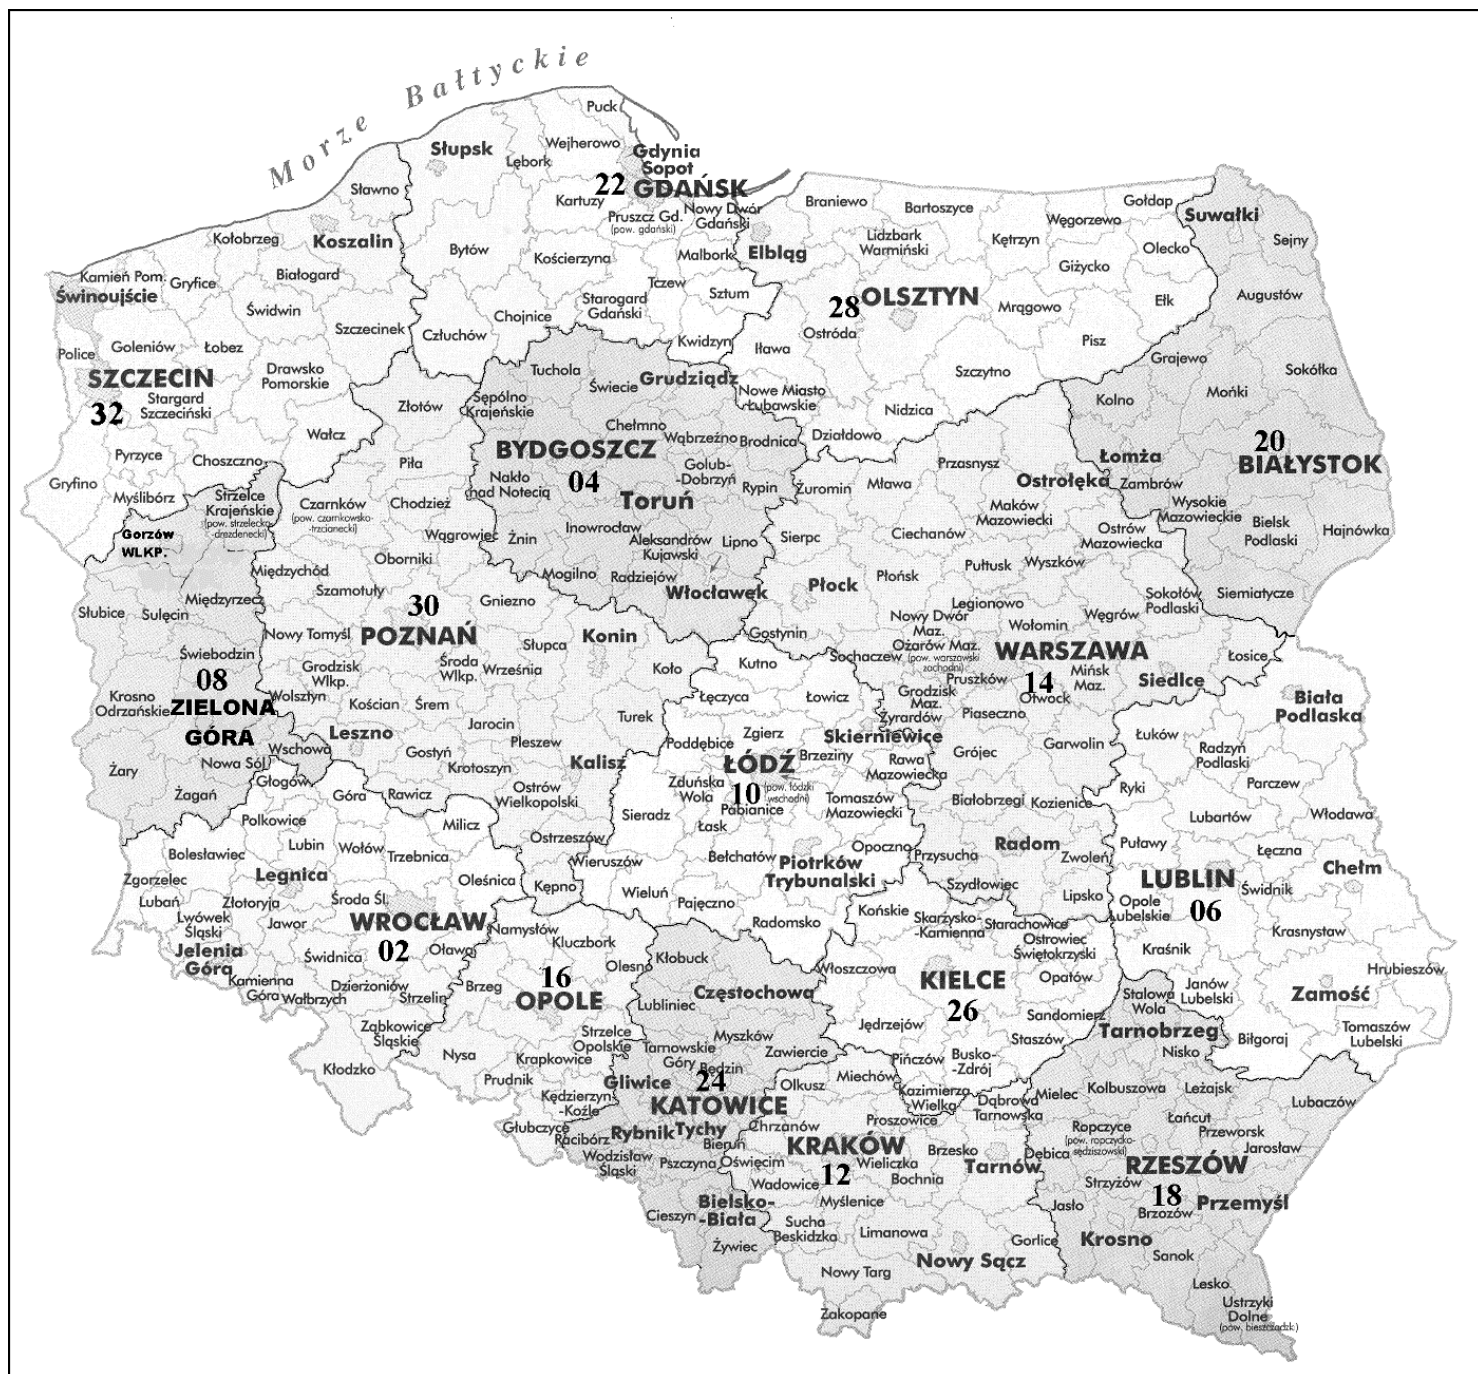 Morze Bałtyckie
Puck
Wejherowo
Słupsk
Lębork
Gdynia
Sopot
22 GDAŃSK
Sławno
Kartuzy
Pruszcz Gd.
(pow. gdański)
Nowy Dwór
Gdański
Kołobrzeg
Koszalin
Bytów
Kościerzyna
Malbork
Tczew
Sztum
Starogard
Gdański
Chojnice
Człuchów
Kwidzyn
Kamień Pom.
Gryfice
Białogard
Świnoujście
Świdwin
Szczecinek
Police
Goleniów
Łobez
SZCZECIN
32
Drawsko
Pomorskie
Stargard
Szczeciński
Wałcz
Pyrzyce
Choszczno
Gryfino
Myślibórz
Braniewo
Bartoszyce
Gołdap
Węgorzewo
Lidzbark
Warmiński
Kętrzyn
Olecko
Elbląg
Giżycko
28 OLSZTYN
Mrągowo
Ełk
Ostróda
Iława
Pisz
Szczytno
Nowe Miasto
Lubawskie
Nidzica
Działdowo
Suwałki
Sejny
Augustów
Grajewo
Sokółka
Kolno
Mońki
Łomża
20
BIAŁYSTOK
Zambrów
Wysokie
Mazowieckie
Bielsk
Podlaski
Hajnówka
Siemiatycze
Tuchola
Świecie
Grudziądz
Sępólno
Krajeńskie
Chełmno
Wąbrzeźno
Brodnica
BYDGOSZCZ
04
Nakło
nad Notecią
Golub-
-Dobrzyń
Rypin
Toruń
Inowrocław
Żnin
Aleksandrów
Kujawski
Lipno
Mogilno
Radziejów
Włocławek
Złotów
Piła
Czarnków
(pow. czarnkowsko
-trzcianecki)
Chodzież
Wągrowiec
Oborniki
Międzychód
Szamotuły
30
POZNAŃ
Gniezno
Nowy Tomyśl
Słupca
Konin
Grodzisk
Wlkp.
Środa
Wlkp.
Września
Koło
Wolsztyn
Kościan
Śrem
Jarocin
Turek
Leszno
Pleszew
Gostyń
Krotoszyn
Kalisz
Rawicz
Ostrów
Wielkopolski
Ostrzeszów
Kępno
Strzelce
Krajeńskie
(pow. strzelecko
-drezdenecki)
Gorzów
WLKP.
Słubice
Sulęcin
Międzyrzecz
Świebodzin
08
ZIELONA
GÓRA
Krosno
Odrzańskie
Wschowa
Nowa Sól
Żary
Żagań
Przasnysz
Ostrołęka
Żuromin
Mława
Maków
Mazowiecki
Ciechanów
Ostrów
Mazowiecka
Sierpc
Pułtusk
Wyszków
Płock
Płońsk
Legionowo
Sokołów
Podlaski
Nowy Dwór
Maz.
Wołomin
Węgrów
Gostynin
Ożarów Maz.
(pow. warszawski
zachodni)
WARSZAWA
14
Sochaczew
Pruszków
Mińsk
Maz.
Łosice
Siedlce
Grodzisk
Maz.
Otwock
Żyrardów
Piaseczno
Grójec
Garwolin
Białobrzegi
Kozienice
Radom
Przysucha
Zwoleń
Szydłowiec
Lipsko
Kutno
Łęczyca
Łowicz
Poddębice
Zgierz
Skierniewice
Brzeziny
ŁÓDŹ
10
(pow. łódzki
wschodni)
Rawa
Mazowiecka
Zduńska
Wola
Pabianice
Tomaszów
Mazowiecki
Sieradz
Łask
Opoczno
Wieruszów
Bełchatów
Piotrków
Trybunalski
Wieluń
Pajęczno
Radomsko
Biała
Podlaska
Łuków
Radzyń
Podlaski
Ryki
Parczew
Lubartów
Włodawa
Puławy
Łęczna
Chełm
LUBLIN
06
Świdnik
Opole
Lubelskie
Krasnystaw
Kraśnik
Janów
Lubelski
Hrubieszów
Zamość
Biłgoraj
Tomaszów
Lubelski
Głogów
Góra
Polkowice
Milicz
Lubin
Wołów
Trzebnica
Bolesławiec
Zgorzelec
Legnica
Oleśnica
Lubań
Złotoryja
Środa Śl.
Lwówek
Śląski
Jawor
WROCŁAW
02
Oława
Jelenia
Góra
Świdnica
Kamienna
Góra
Wałbrzych
Dzierżoniów
Strzelin
Ząbkowice
Śląskie
Kłodzko
Namysłów
Kluczbork
Olesno
16
OPOLE
Brzeg
Strzelce
Opolskie
Nysa
Krapkowice
Prudnik
Kędzierzyn
-Koźle
Głubczyce
Kłobuck
Częstochowa
Lubliniec
Myszków
Tarnowskie
Góry
Zawiercie
Będzin
Gliwice
24
KATOWICE
Rybnik
Tychy
Racibórz
Bieruń
Wodzisław
Śląski
Pszczyna
Bielsko-
-Biała
Cieszyn
Żywiec
Końskie
Skarżysko-
-Kamienna
Starachowice
Ostrowiec
Świętokrzyski
Włoszczowa
KIELCE
26
Opatów
Jędrzejów
Sandomierz
Staszów
Pińczów
Busko-
-Zdrój
Kazimierza
Wielka
Olkusz
Miechów
Dąbrowa
Tarnowska
Chrzanów
Proszowice
KRAKÓW
12
Brzesko
Oświęcim
Wieliczka
Tarnów
Bochnia
Wadowice
Myślenice
Sucha
Beskidzka
Limanowa
Gorlice
Nowy Sącz
Nowy Targ
Zakopane
Stalowa
Wola
Tarnobrzeg
Nisko
Mielec
Kolbuszowa
Leżajsk
Lubaczów
Ropczyce
(pow. ropczycko-
sędziszowski)
Łańcut
Przeworsk
Dębica
Jarosław
RZESZÓW
18
Strzyżów
Przemyśl
Jasło
Brzozów
Krosno
Sanok
Lesko
Ustrzyki
Dolne
(pow. bieszczadzki)